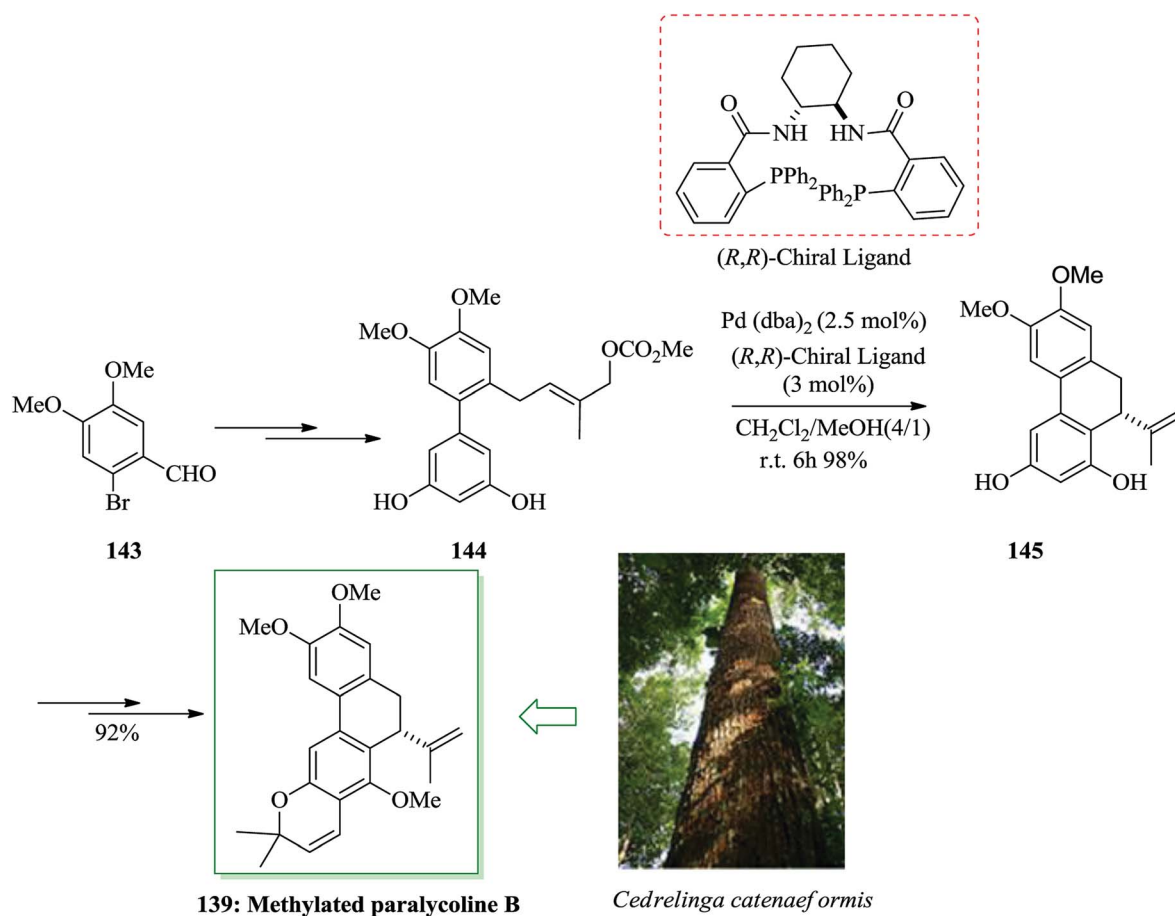 O
NH
HN
O
PPh2
Ph2P
(R,R)-Chiral Ligand
OMe
MeO
OCO2Me
HO
OH
Pd (dba)2 (2.5 mol%)
(R,R)-Chiral Ligand
(3 mol%)
CH2Cl2/MeOH(4/1)
r.t. 6h 98%
OMe
MeO
HO
OH
OMe
MeO
CHO
Br
143
144
145
92%
OMe
MeO
OMe
O
139: Methylated paralycoline B
Cedrelinga catenaeformis